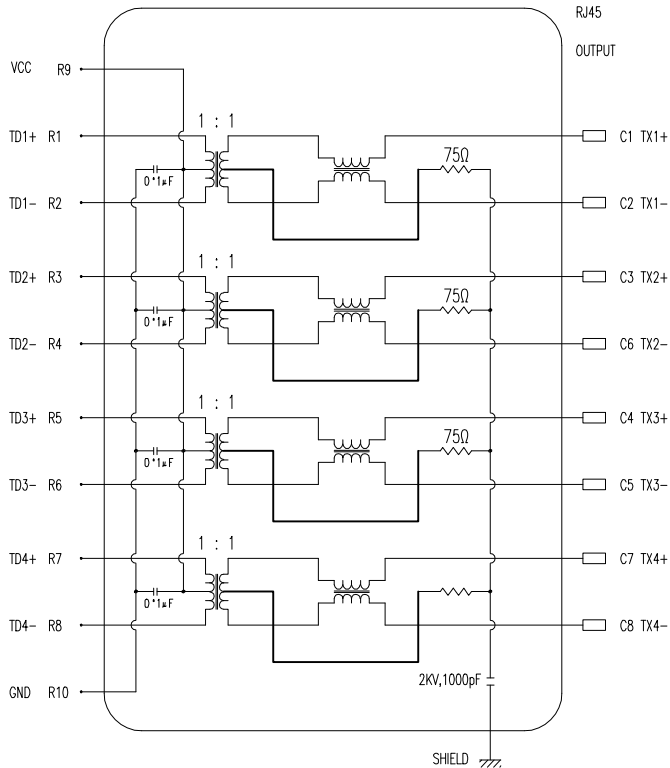 RJ45
OUTPUT
VCC R9
1 : 1
TD1+ R1
75Ω
C1 TX1+
0.1μF
TD1- R2
C2 TX1-
1 : 1
TD2+ R3
75Ω
C3 TX2+
0.1μF
TD2- R4
C6 TX2-
1 : 1
TD3+ R5
75Ω
C4 TX3+
0.1μF
TD3- R6
C5 TX3-
1 : 1
TD4+ R7
C7 TX4+
0.1μF
TD4- R8
C8 TX4-
2KV,1000pF
GND R10
SHIELD